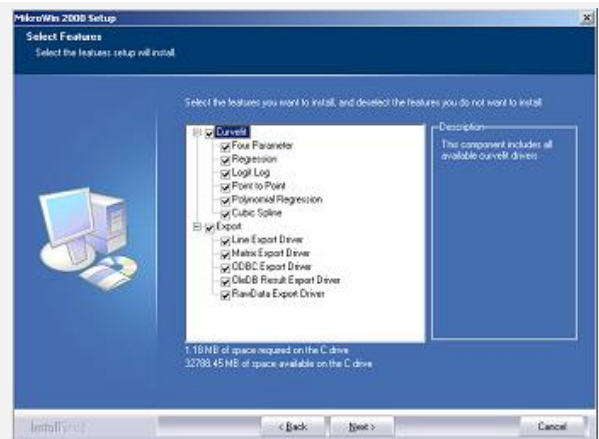 MikroWin 2000 Setup
Select Features
Select the features setup will install.
Select the features you want to install, and deselect the features you do not want to install
Curvefit
Four Parameter
Regression
Logit Log
Point to Point
Polynomial Regression
Cubic Spline
Export
Line Export Driver
Matrix Export Driver
ODBC Export Driver
OleDB Result Export Driver
RawData Export Driver
Description
This component includes all
available curvefit drivers
1.18 MB of space required on the C drive
32788.45 MB of space available on the C drive
< Back
Next >
Cancel